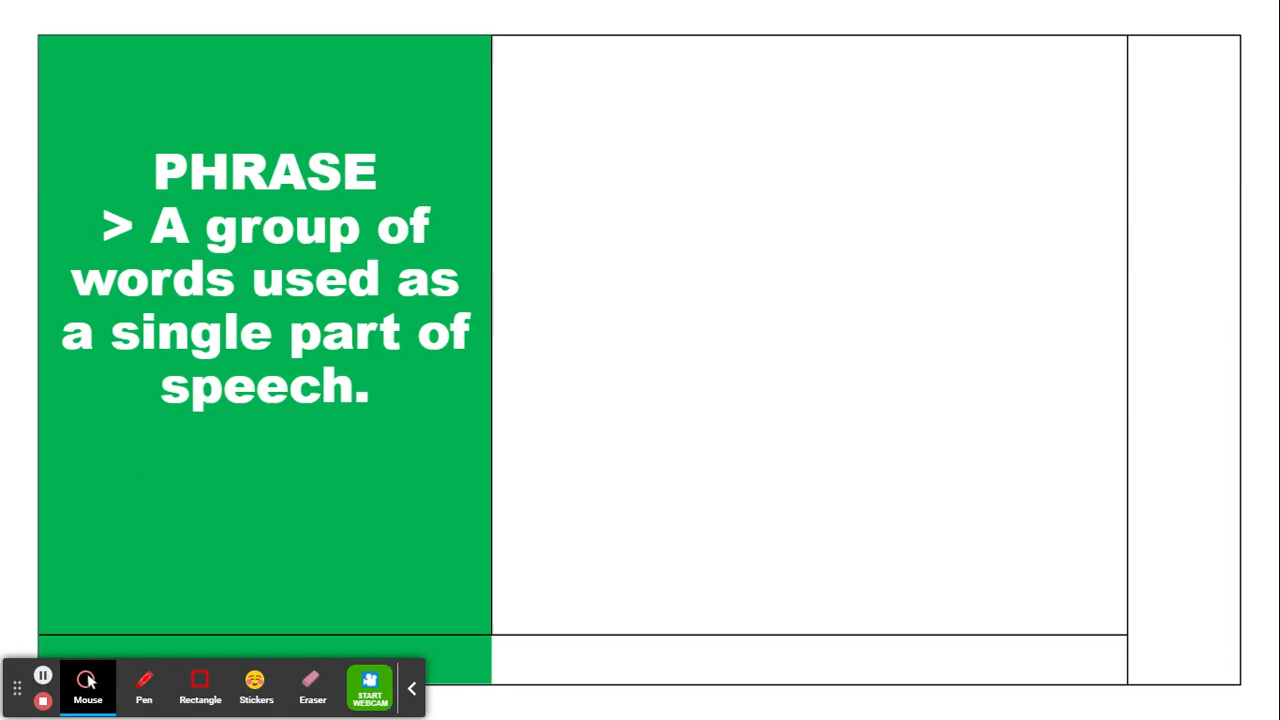 PHRASE
> A group of
words used as
a single part of
speech.
Mouse
Pen
Rectangle
Stickers
Eraser
START
WEBCAM